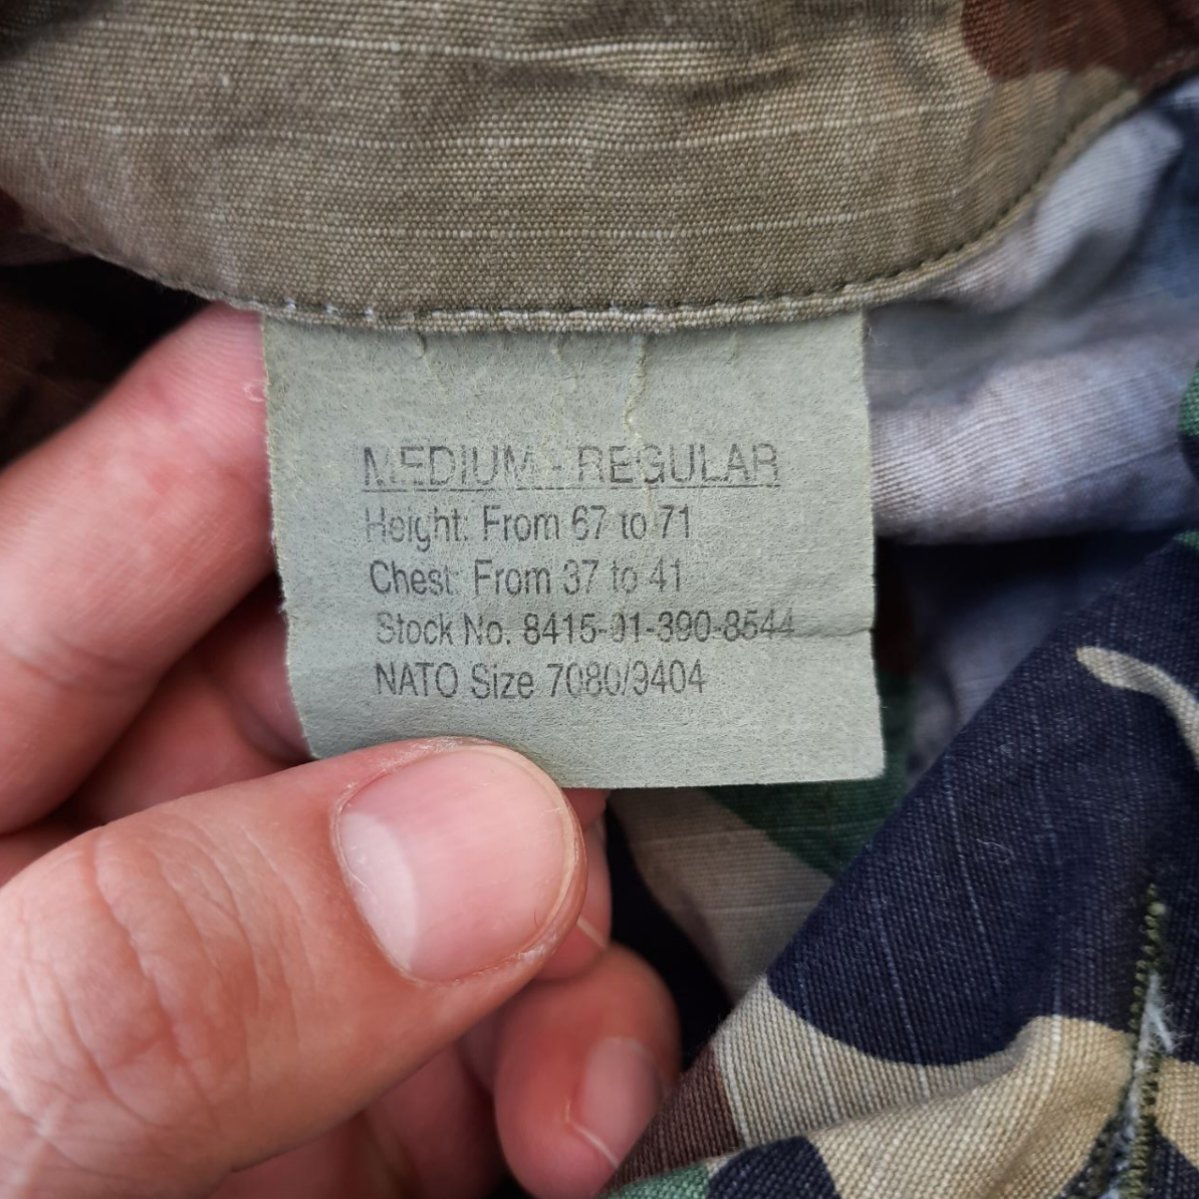 MEDIUM - REGULAR
Height: From 67 to 71
Chest: From 37 to 41
Stock No. 8415-01-390-8544
NATO Size 7080/9404